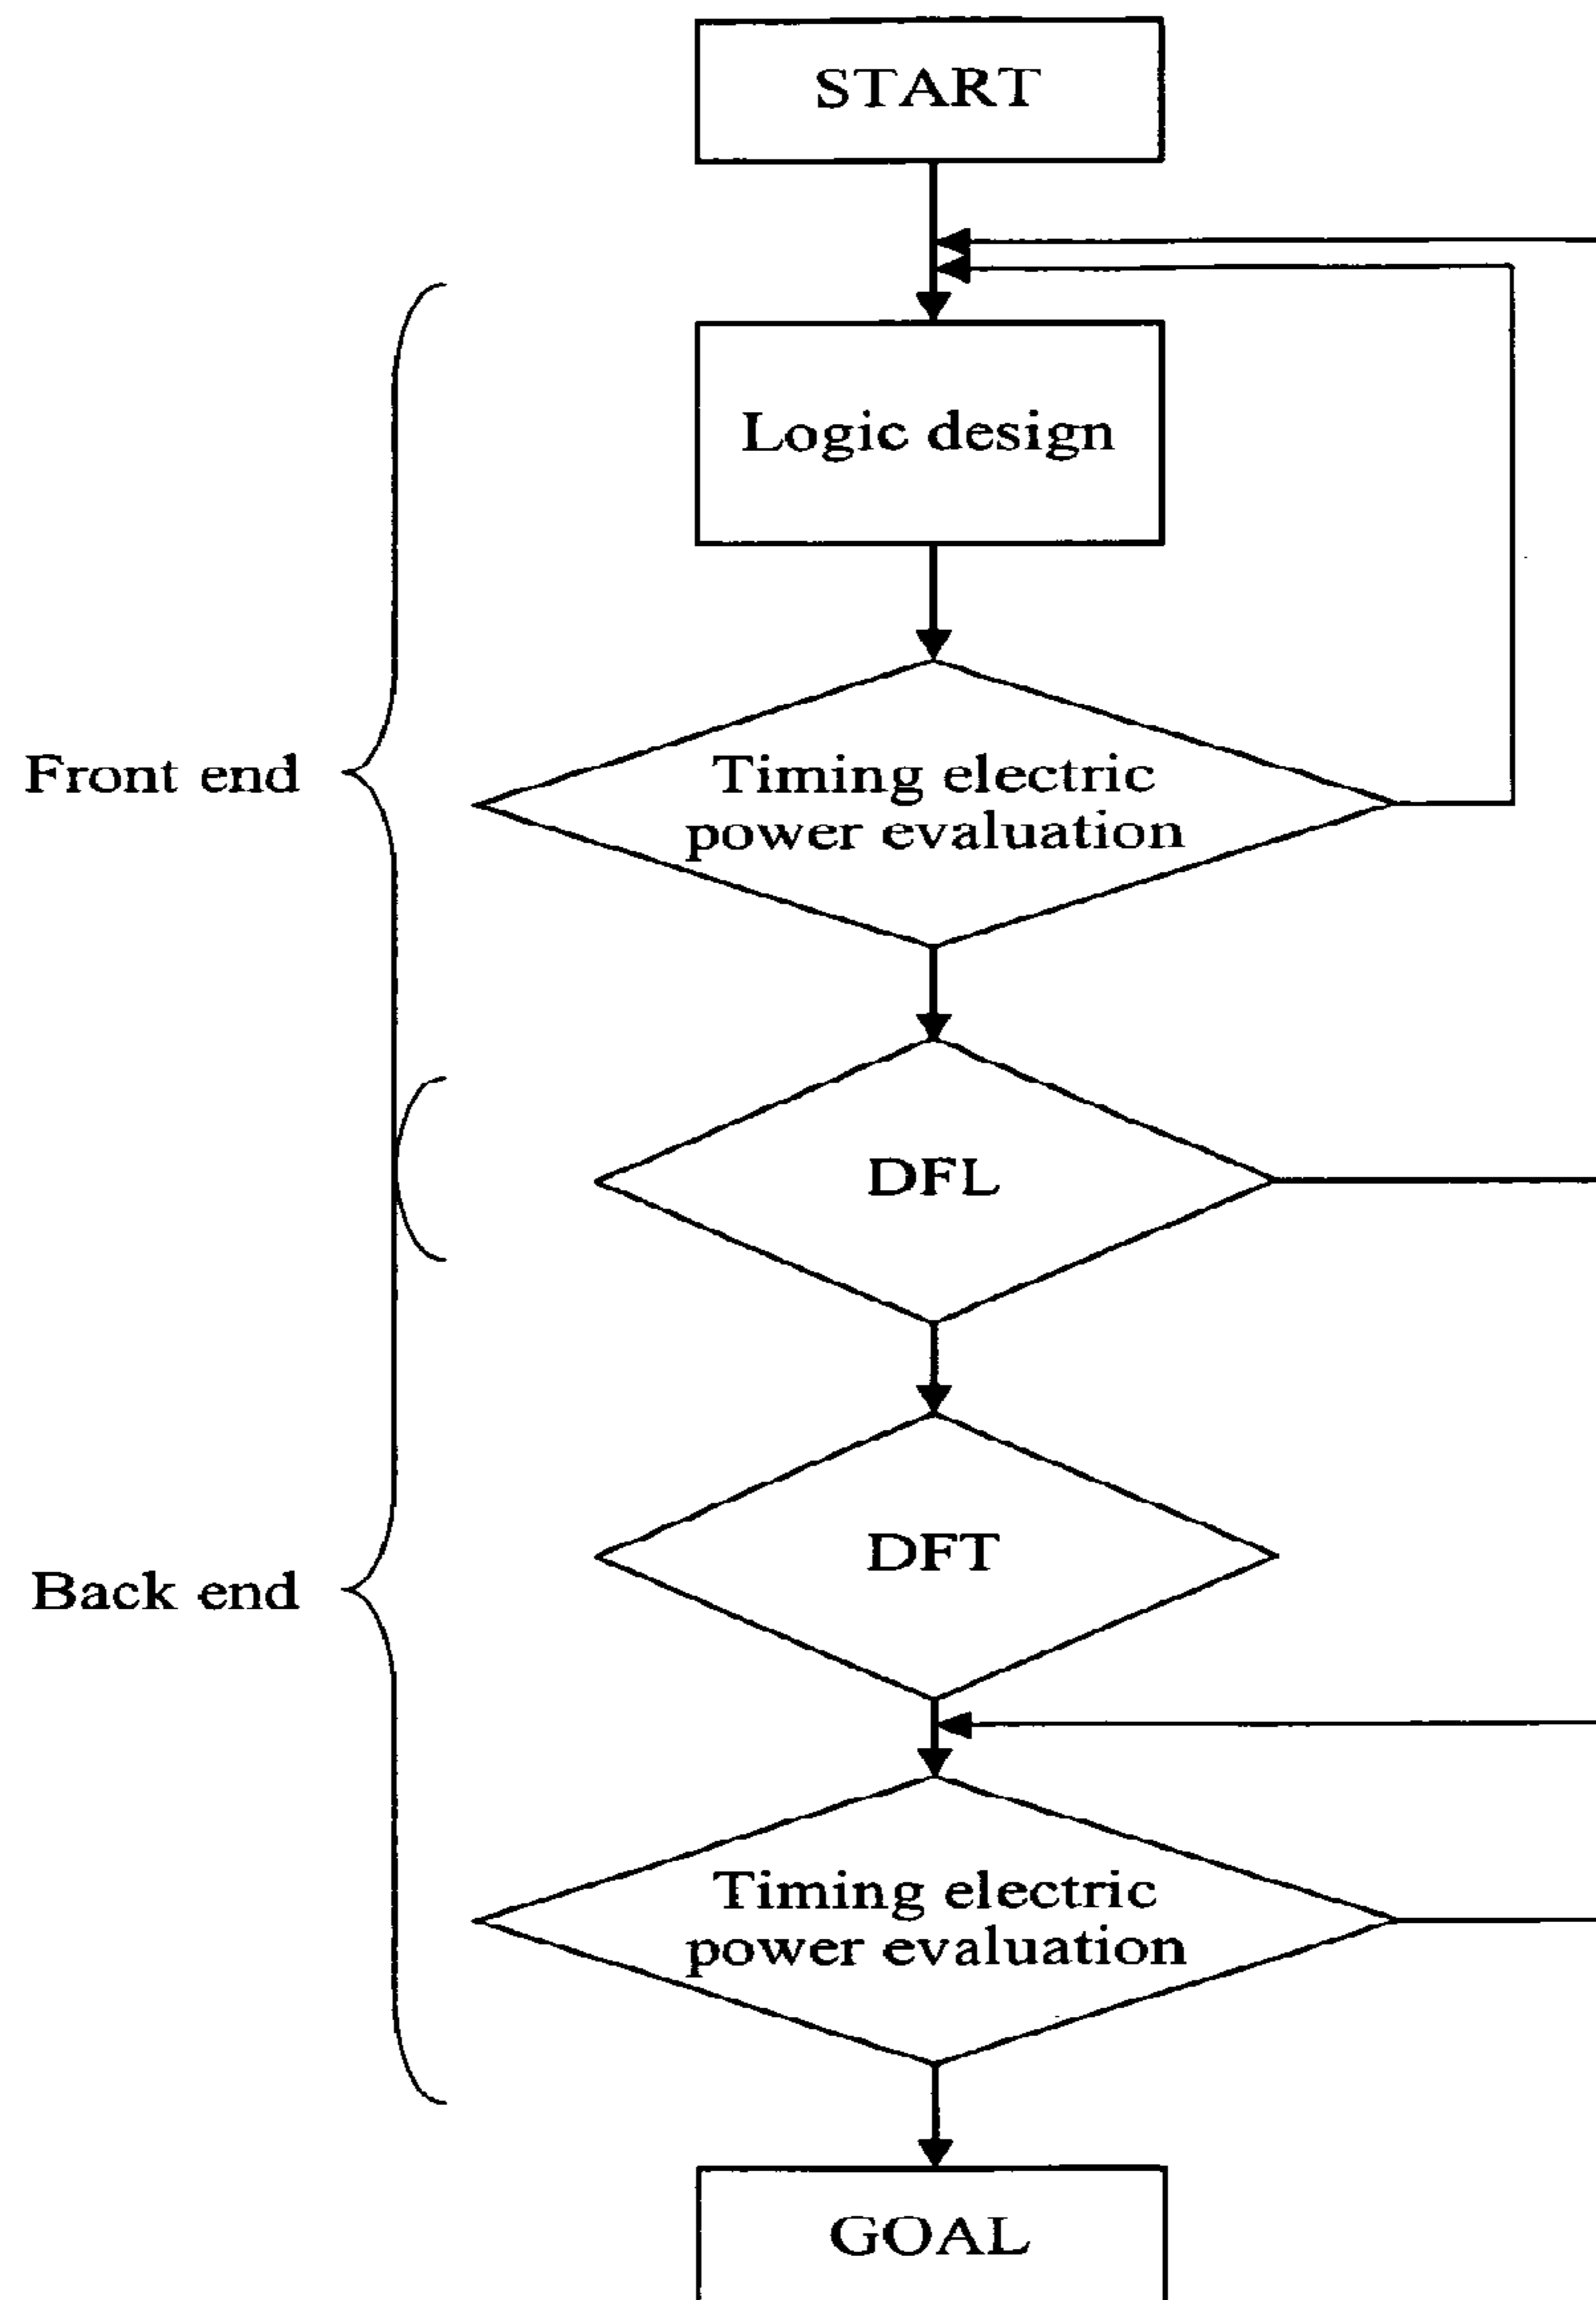 START
Logic design
Front end
Timing electric
power evaluation
DFL
DFT
Back end
Timing electric
power evaluation
GOAL